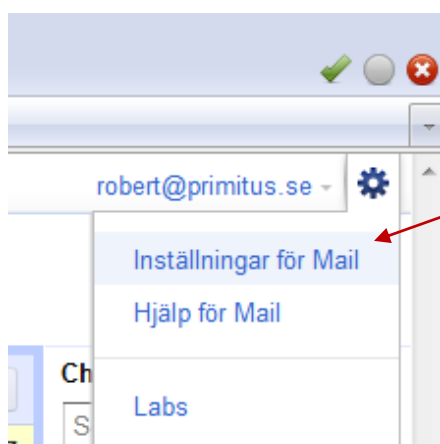 robert@primitus.se
Inställningar för Mail
Hjälp för Mail
Ch
S
Labs